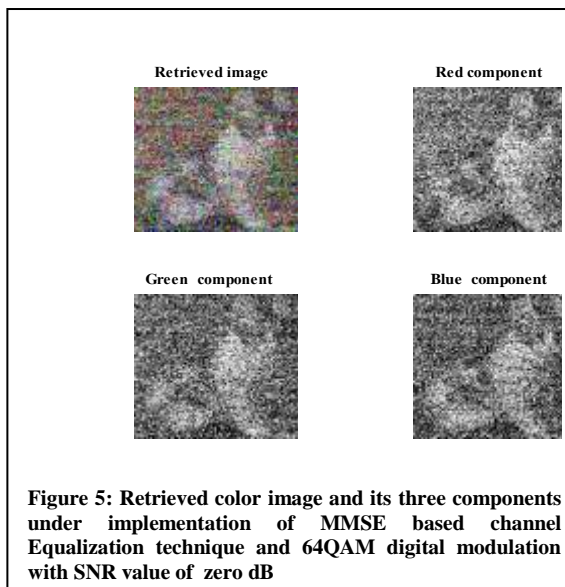 Retrieved image
Red component
Green component
Blue component
Figure 5: Retrieved color image and its three components
under implementation of MMSE based channel
Equalization technique and 64QAM digital modulation
with SNR value of zero dB